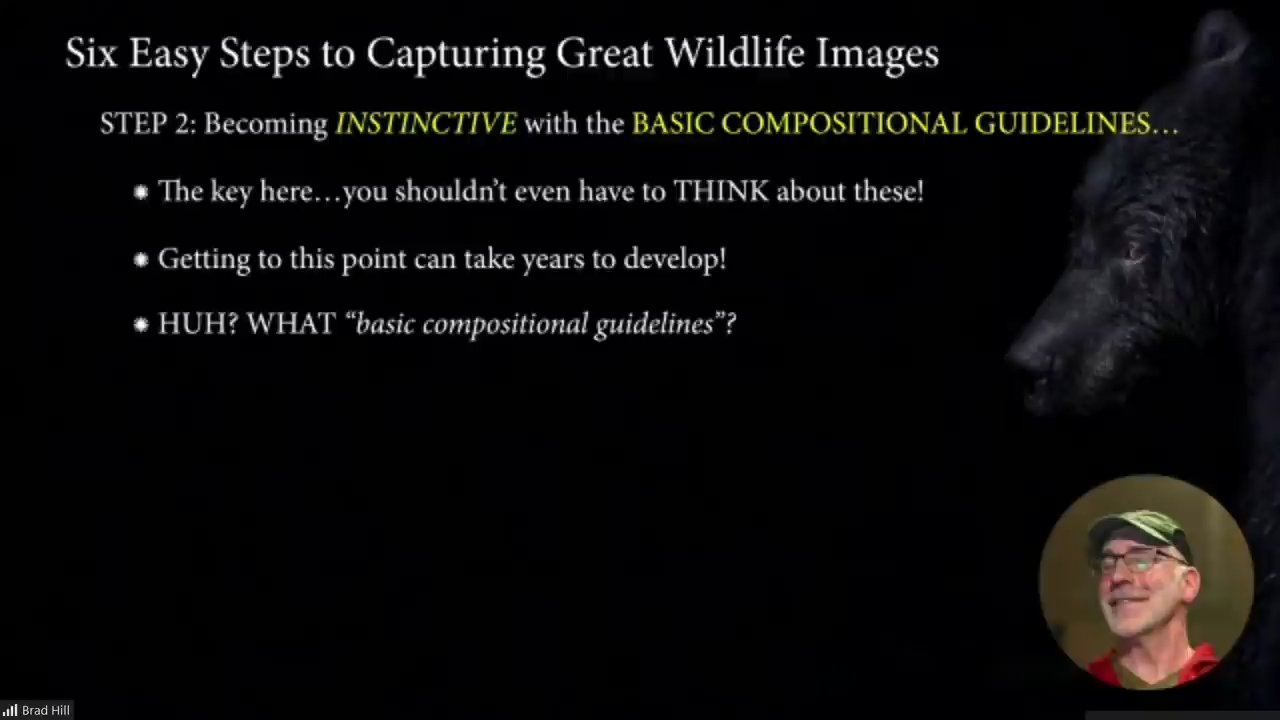 Six Easy Steps to Capturing Great Wildlife Images
STEP 2: Becoming INSTINCTIVE with the BASIC COMPOSITIONAL GUIDELINES…
The key here…you shouldn’t even have to THINK about these!
Getting to this point can take years to develop!
HUH? WHAT “basic compositional guidelines”?
Brad Hill